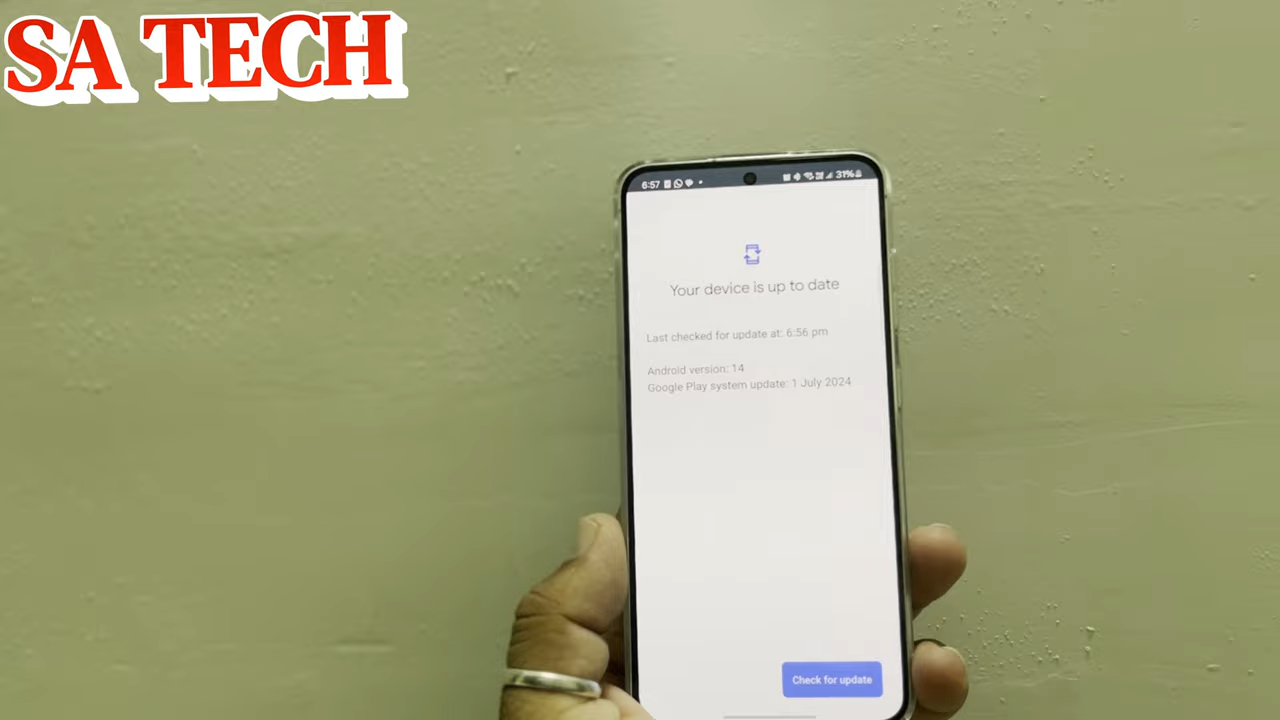 SA TECH
6:57
31%
Your device is up to date
Last checked for update at: 6:56 pm
Android version: 14
Google Play system update: 1 July 2024
Check for update